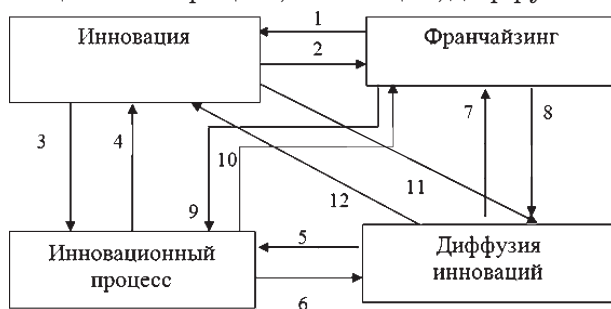 Инновация
Франчайзинг
1
2
3
4
7
8
10
11
12
9
5
6
Инновационный
процесс
Диффузия
инноваций